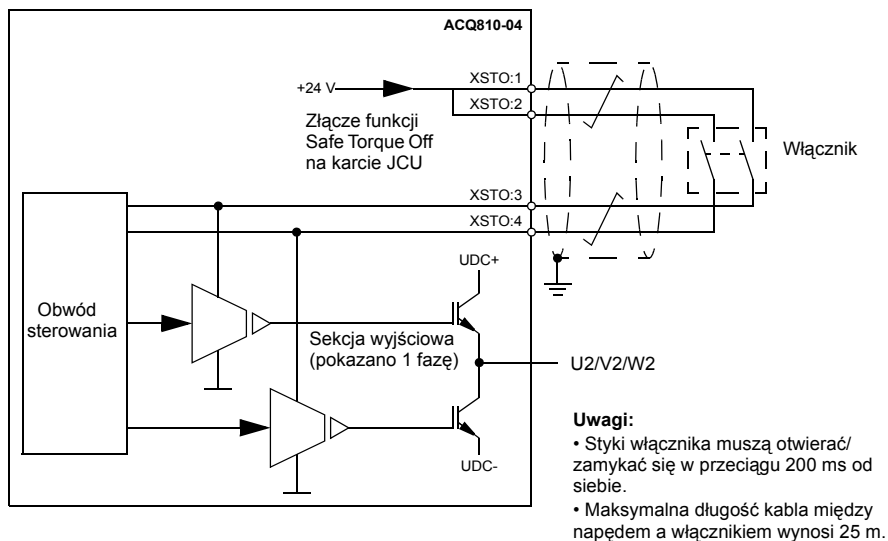 ACQ810-04
+24 V
XSTO:1
XSTO:2
Złącze funkcji
Safe Torque Off
na karcie JCU
Włącznik
XSTO:3
XSTO:4
UDC+
Obwód
sterowania
Sekcja wyjściowa
(pokazano 1 fazę)
U2/V2/W2
UDC-
Uwagi:
• Styki włącznika muszą otwierać/
zamykać się w przeciągu 200 ms od
siebie.
• Maksymalna długość kabla między
napędem a włącznikiem wynosi 25 m.